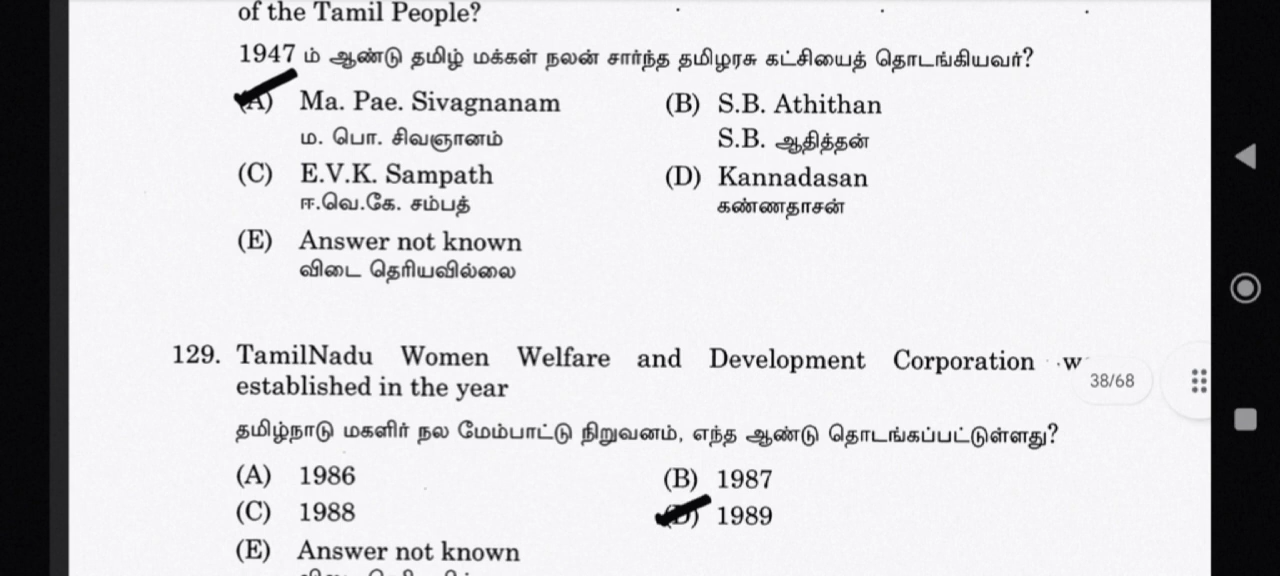 of the Tamil People?
1947 ம் ஆண்டு தமிழ் மக்கள் நலன் சார்ந்த தமிழரசு கட்சியைத் தொடங்கியவர்?
(A) Ma. Pae. Sivagnanam (B) S.B. Athithan
ம. பொ. சிவஞானம் S.B. ஆதித்தன்
(C) E.V.K. Sampath (D) Kannadasan
ஈ.வெ.கே. சம்பத் கண்ணதாசன்
(E) Answer not known
விடை தெரியவில்லை
129. TamilNadu Women Welfare and Development Corporation w
38/68
established in the year
தமிழ்நாடு மகளிர் நல மேம்பாட்டு நிறுவனம், எந்த ஆண்டு தொடங்கப்பட்டுள்ளது?
(A) 1986 (B) 1987
(C) 1988 (D) 1989
(E) Answer not known